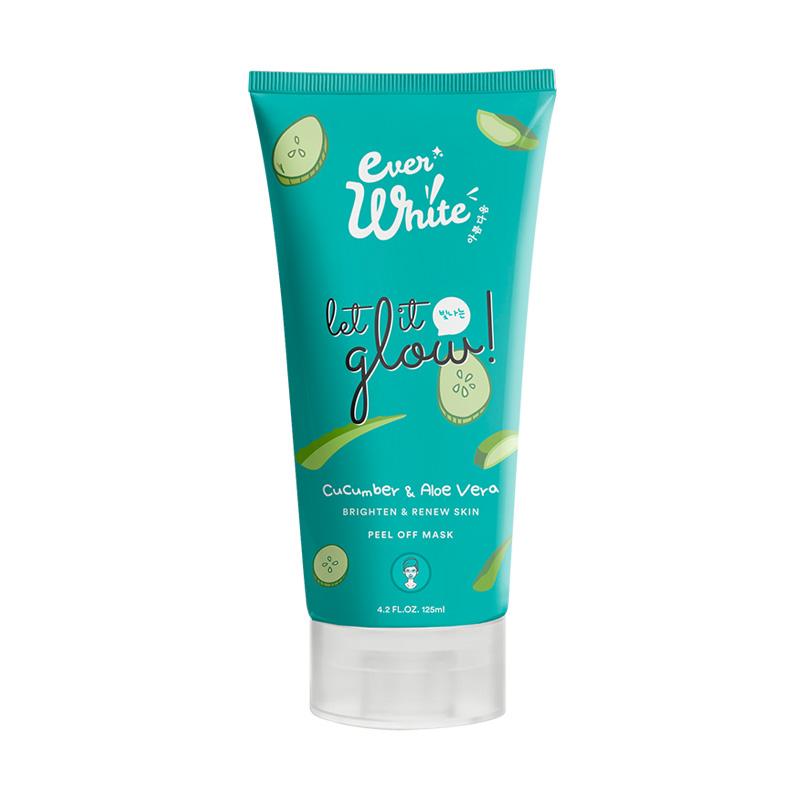 ever
White
아름다움
let it 빛나는
glow!
Cucumber & Aloe Vera
BRIGHTEN & RENEW SKIN
PEEL OFF MASK
4.2 FL.OZ. 125ml